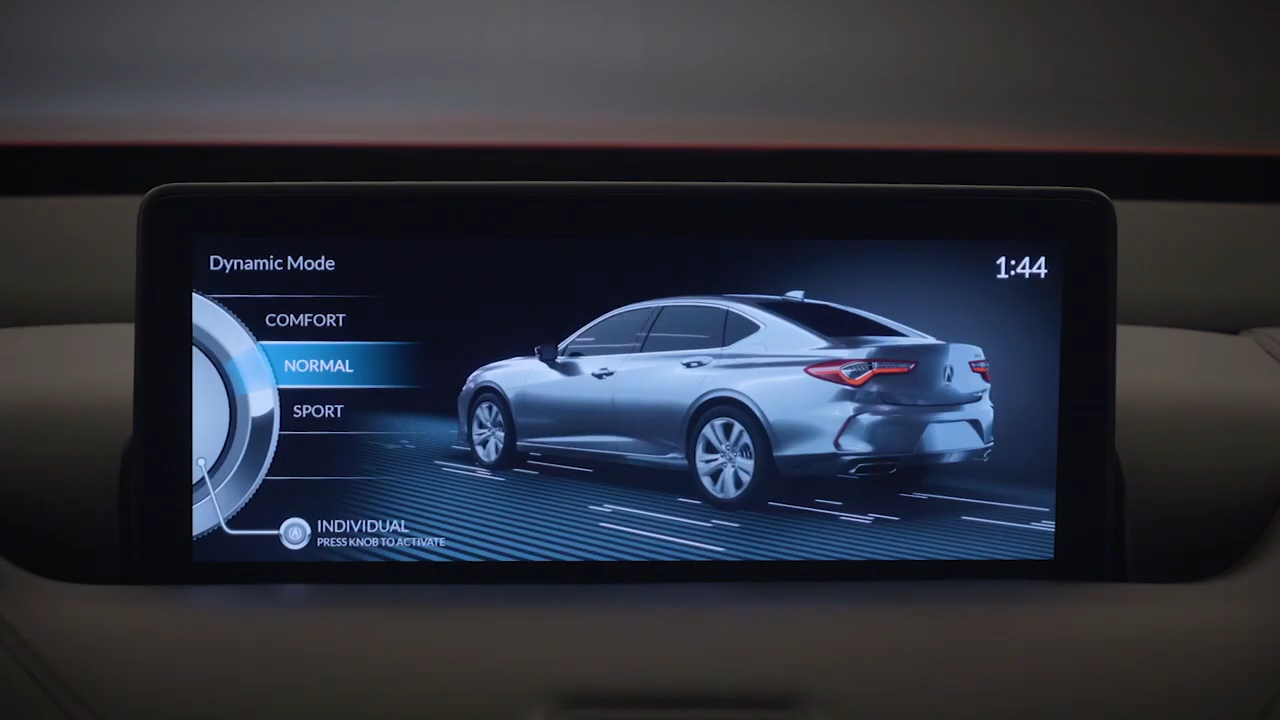 Dynamic Mode
1:44
COMFORT
NORMAL
SPORT
INDIVIDUAL
PRESS KNOB TO ACTIVATE